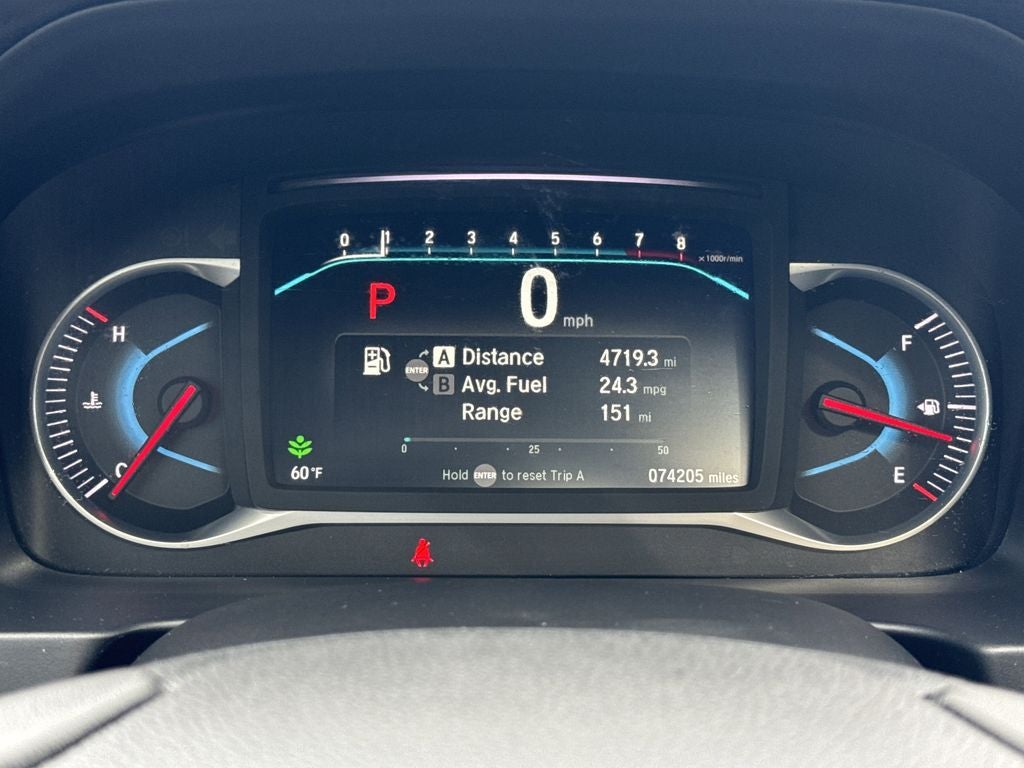 0 1 2 3 4 5 6 7 8
x1000r/min
P 0 mph
H
F
A Distance 4719.3 mi
ENTER
B Avg. Fuel 24.3 mpg
Range 151 mi
0 25 50
C
E
60°F
Hold ENTER to reset Trip A
074205 miles